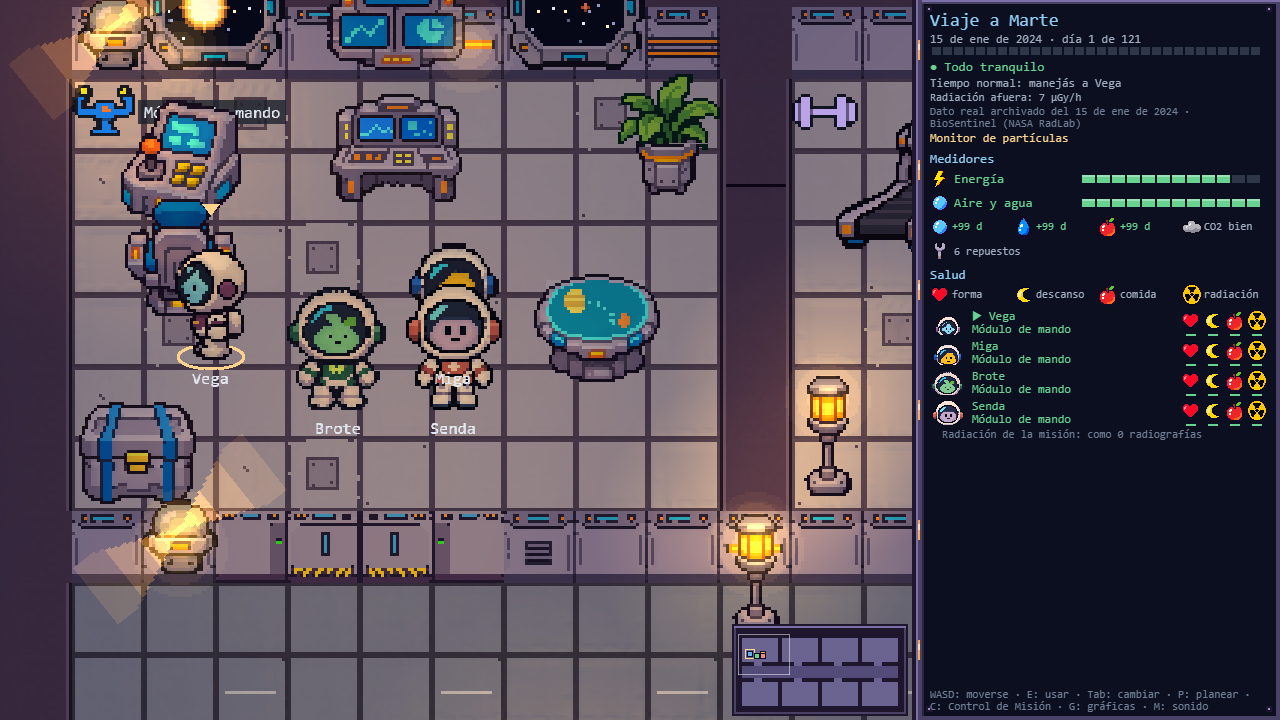 Viaje a Marte
15 de ene de 2024 · día 1 de 121
● Todo tranquilo
Tiempo normal: manejás a Vega
Radiación afuera: 7 µGy/h
Dato real archivado del 15 de ene de 2024 ·
BioSentinel (NASA RadLab)
Monitor de partículas
Medidores
Energía
Aire y agua
+99 d
+99 d
+99 d
CO2 bien
6 repuestos
Salud
forma
descanso
comida
radiación
▶ Vega
Módulo de mando
Miga
Módulo de mando
Brote
Módulo de mando
Senda
Módulo de mando
Radiación de la misión: como 0 radiografías
WASD: moverse · E: usar · Tab: cambiar · P: planear ·
C: Control de Misión · G: gráficas · M: sonido
mando
Vega
Miga
Brote
Senda